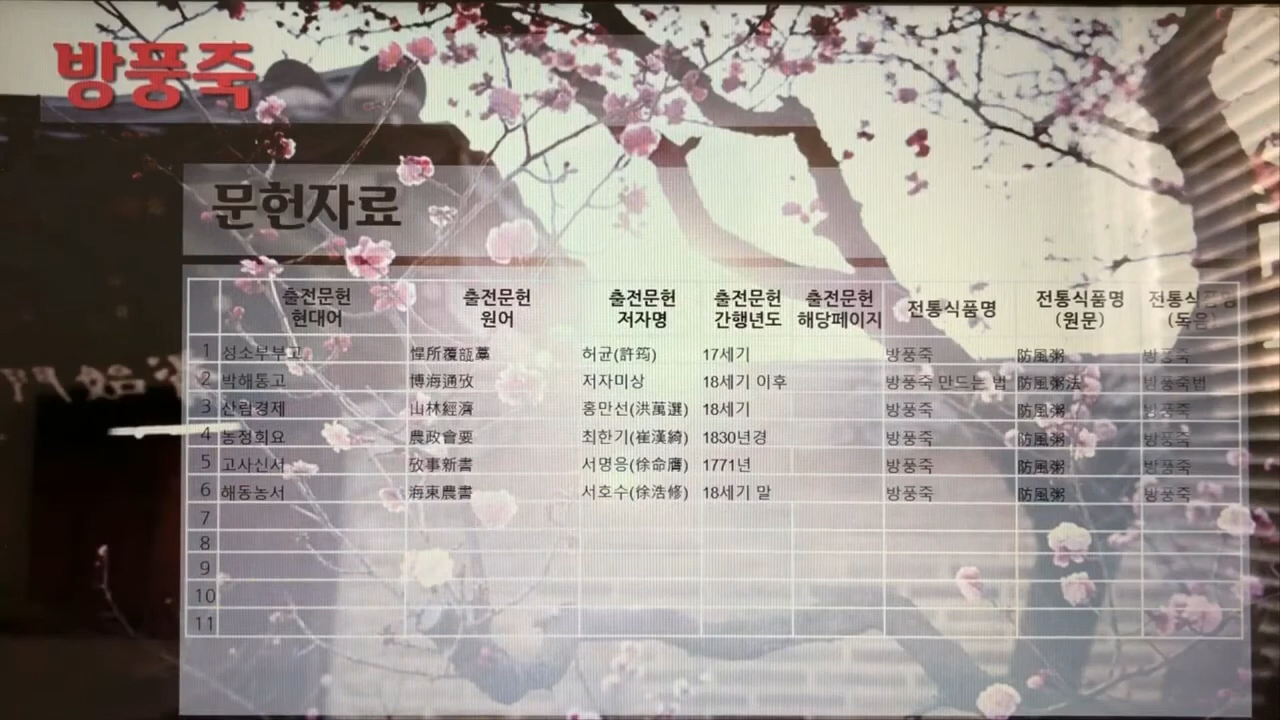 방풍죽
문헌자료
출전문헌 현대어 출전문헌 원어 출전문헌 저자명 출전문헌 간행년도 출전문헌 해당페이지 전통식품명 전통식품명 (원문) 전통식품명 (독음)
1 성소부부고 惺所覆瓿藁 허균(許筠) 17세기 방풍죽 防風粥 방풍죽
2 박해통고 博海通攷 저자미상 18세기 이후 방풍죽 만드는 법 防風粥法 방풍죽법
3 산림경제 山林經濟 홍만선(洪萬選) 18세기 방풍죽 防風粥 방풍죽
4 농정회요 農政會要 최한기(崔漢綺) 1830년경 방풍죽 防風粥 방풍죽
5 고사신서 攷事新書 서명응(徐命膺) 1771년 방풍죽 防風粥 방풍죽
6 해동농서 海東農書 서호수(徐浩修) 18세기 말 방풍죽 防風粥 방풍죽
7
8
9
10
11